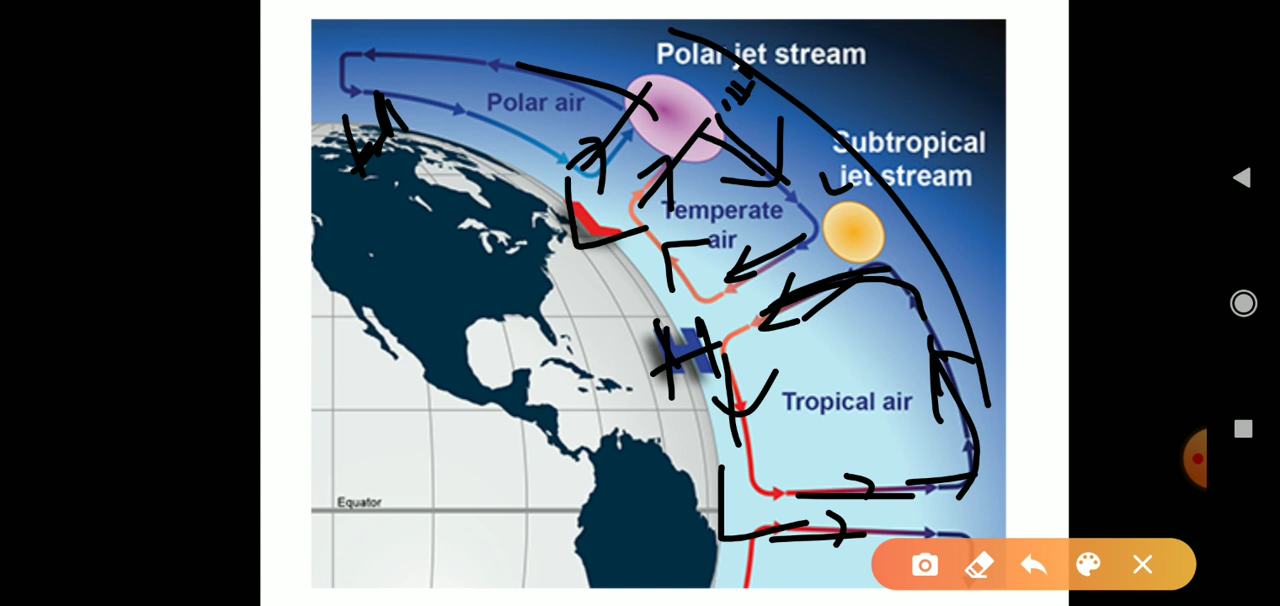 Polar jet stream
Polar air
Subtropical
jet stream
Temperate
air
L
H
H
Tropical air
Equator
L